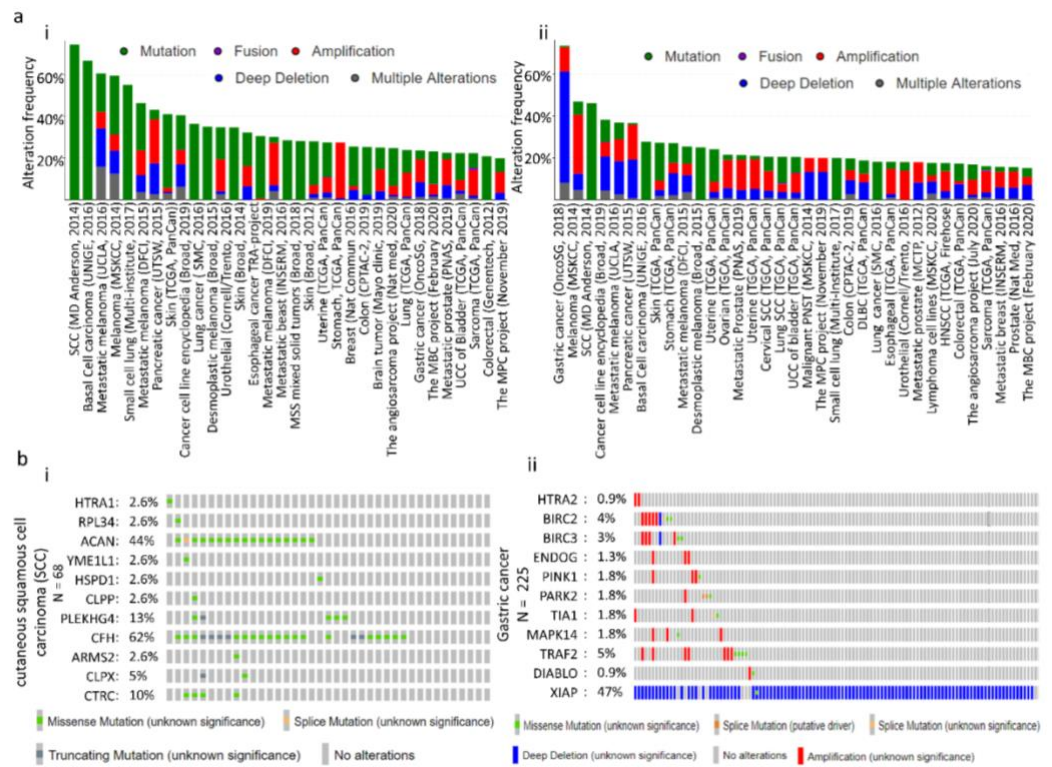 a
i
Mutation
Fusion
Amplification
Deep Deletion
Multiple Alterations
Alteration frequency
60%
40%
20%
SCC (MD Anderson, 2014)
Basal Cell carcinoma (UNIGE, 2016)
Metastatic melanoma (UCLA, 2016)
Melanoma (MSKCC, 2014)
Small cell lung (Multi-institute, 2017)
Metastatic melanoma (DFCI, 2015)
Pancreatic cancer (UTSW, 2015)
Skin (TCGA, PanCan)
Cancer cell line encyclopedia (Broad, 2019)
Lung cancer ( SMC, 2016)
Desmoplastic melanoma (Broad, 2015)
Urothelial (Cornell/Trento, 2016)
Skin (Broad, 2014)
Esophageal cancer TRA-project
Metastatic melanoma (DFCI, 2019)
Metastatic breast (INSERM, 2016)
MSS mixed solid tumors (Broad, 2018)
Skin (Broad, 2012)
Uterine (TCGA, PanCan)
Stomach, (TCGA, PanCan)
Breast (Nat Commun, 2016)
Colon (CPTAC-2, 2019)
Brain tumor (Mayo clinic, 2019)
The angiosarcoma project (Nat med, 2020)
Lung (TCGA, PanCan)
Gastric cancer (OncoSG, 2018)
The MBC project (February 2020)
Metastatic prostate (PNAS, 2019)
UCC of Bladder (TCGA, PanCan)
Sarcoma (TCGA, PanCan)
Colorectal (Genentech, 2012)
The MPC project (November 2019)
ii
Mutation
Fusion
Amplification
Deep Deletion
Multiple Alterations
Alteration frequency
60%
40%
20%
Gastric cancer (OncoSG, 2018)
Melanoma (MSKCC, 2014)
SCC (MD Anderson, 2014)
Cancer cell line encyclopedia (Broad, 2019)
Metastatic melanoma (UCLA, 2016)
Pancreatic cancer (UTSW, 2015)
Basal Cell carcinoma (UNIGE, 2016)
Skin (TCGA, PanCan)
Stomach (TCGA, PanCan)
Metastatic melanoma (DFCI, 2015)
Desmoplastic melanoma (Broad, 2015)
Uterine (TCGA, PanCan)
Ovarian (TCGA, PanCan)
Metastatic Prostate (PNAS, 2019)
Uterine (TCGA, PanCan)
Cervical SCC (TCGA, PanCan)
Lung SCC (TCGA, PanCan)
UCC of bladder (TCGA, PanCan)
Malignant PNST (MSKCC, 2014)
The MPC project (November 2019)
Small cell lung (Multi-institute, 2017)
Colon (CPTAC-2, 2019)
DLBC (TCGA, PanCan)
Lung cancer (SMC, 2016)
Esophageal (TCGA, PanCan)
Urothelial (Cornel/Trento, 2016)
Metastatic prostate (MCTP, 2012)
Lymphoma cell lines (MSKCC, 2020)
HNSCC (TCGA, Firehose
Colorectal (TCGA, PanCan)
The angiosarcoma project (July 2020)
Sarcoma (TCGA, PanCan)
Metastatic breast (INSERM, 2016)
Prostate (Nat Med, 2016)
The MBC project (February 2020)
b
i
cutaneous squamous cell
carcinoma (SCC)
N = 68
HTRA1: 2.6%
RPL34: 2.6%
ACAN: 44%
YME1L1: 2.6%
HSPD1: 2.6%
CLPP: 2.6%
PLEKHG4: 13%
CFH: 62%
ARMS2: 2.6%
CLPX: 5%
CTRC: 10%
Missense Mutation (unknown significance)
Splice Mutation (unknown significance)
Truncating Mutation (unknown significance)
No alterations
ii
Gastric cancer
N = 225
HTRA2 : 0.9%
BIRC2 : 4%
BIRC3 : 3%
ENDOG : 1.3%
PINK1 : 1.8%
PARK2 : 1.8%
TIA1 : 1.8%
MAPK14 : 1.8%
TRAF2 : 5%
DIABLO : 0.9%
XIAP : 47%
Missense Mutation (unknown significance)
Splice Mutation (putative driver)
Splice Mutation (unknown significance)
Deep Deletion (unknown significance)
No alterations
Amplification (unknown significance)